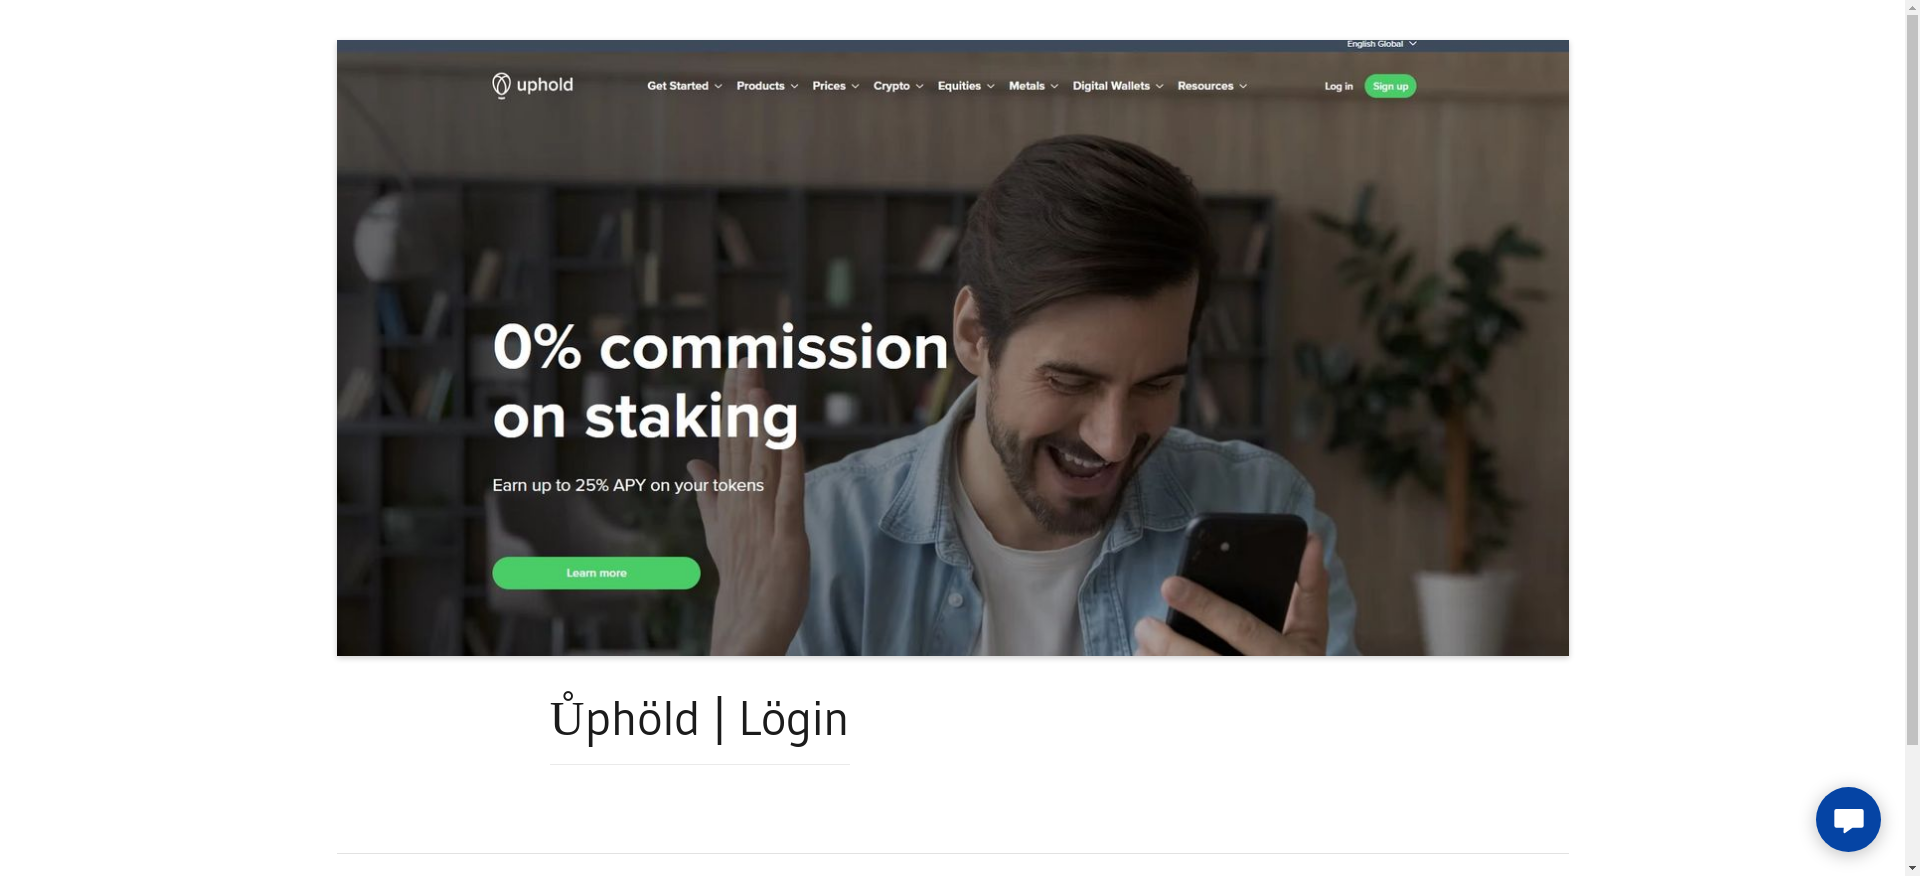 English Global
uphold Get Started Products Prices Crypto Equities Metals Digital Wallets Resources Log in Sign up
0% commission
on staking
Earn up to 25% APY on your tokens
Learn more
Ůphöld | Lögin